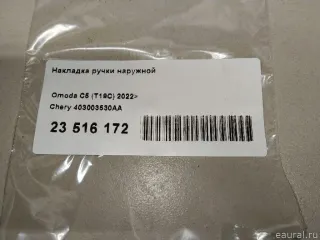 Накладка ручки наружной
Omoda C5 (T19C) 2022>
Chery 403003530AA
23 516 172
eaural.ru